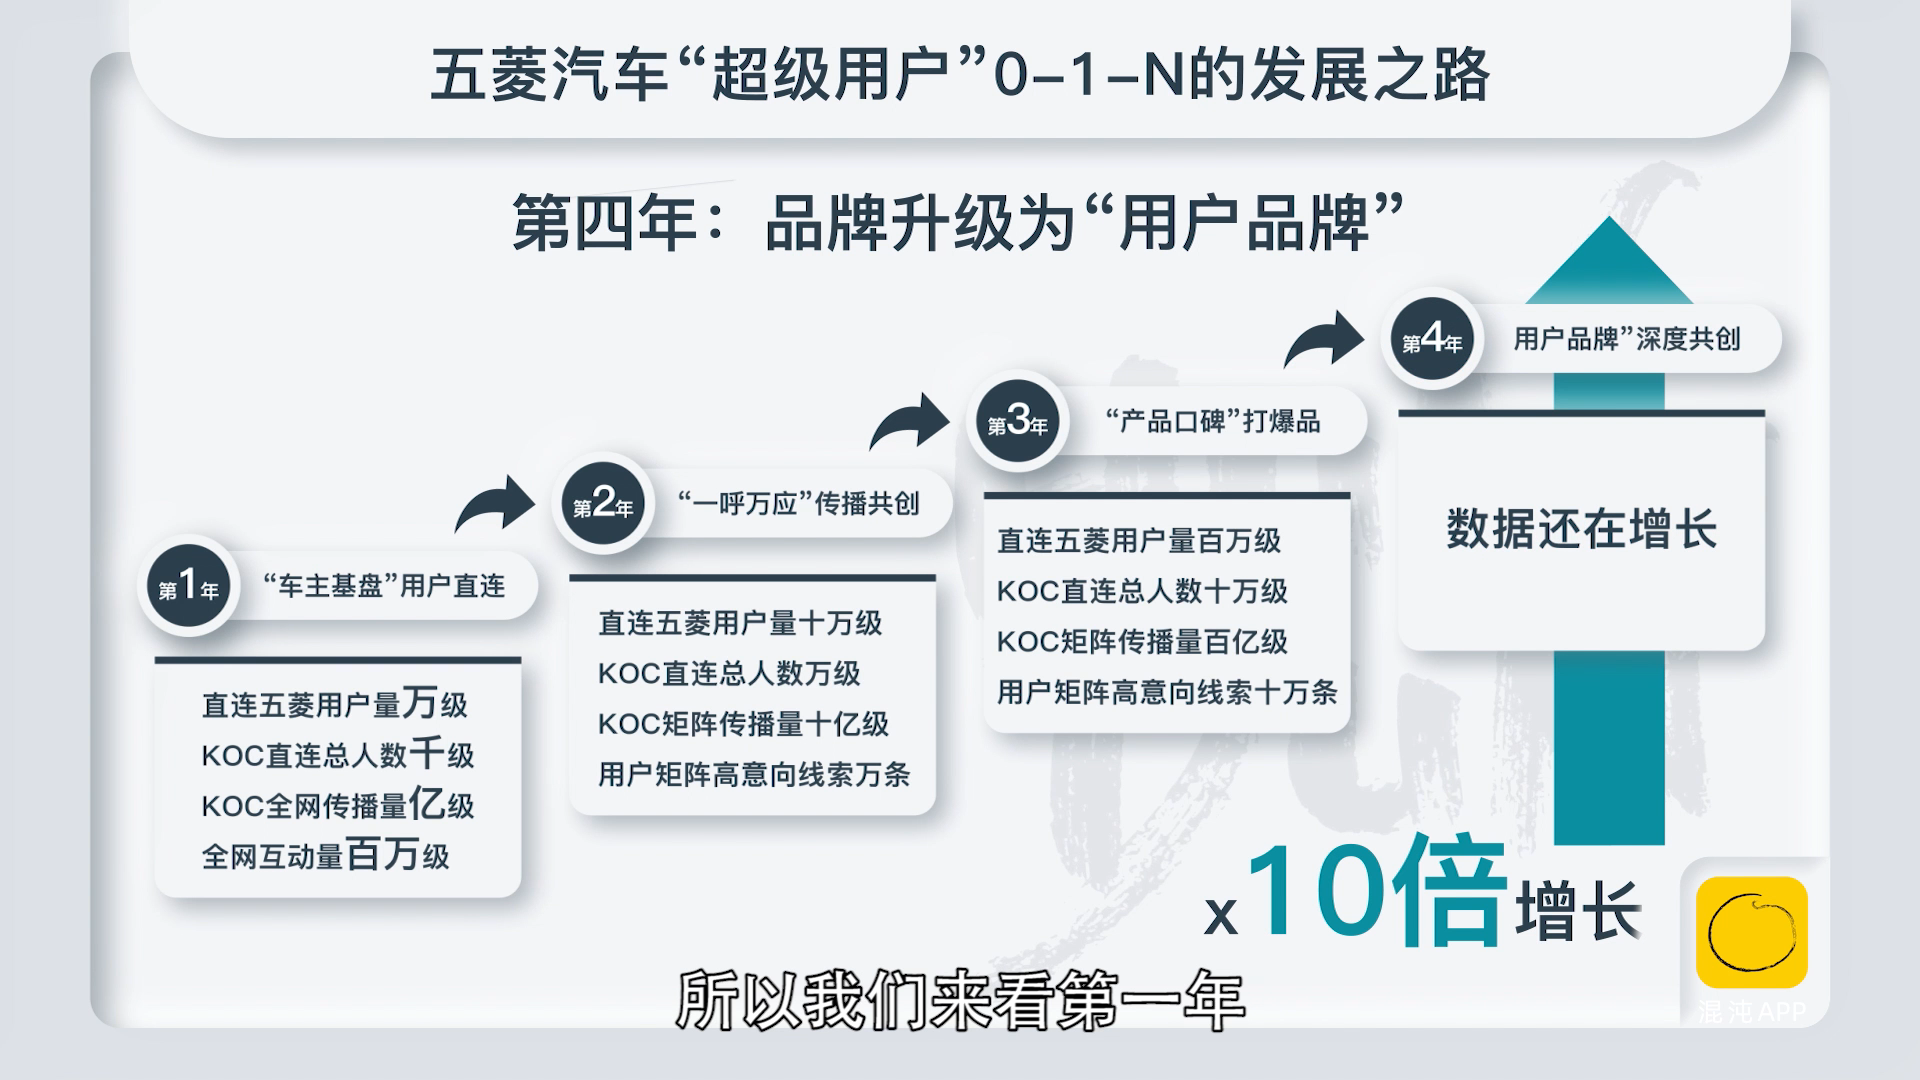 五菱汽车“超级用户”0–1–N的发展之路
第四年：品牌升级为“用户品牌”
第1年
“车主基盘”用户直连
直连五菱用户量万级
KOC直连总人数千级
KOC全网传播量亿级
全网互动量百万级
第2年
“一呼万应”传播共创
直连五菱用户量十万级
KOC直连总人数万级
KOC矩阵传播量十亿级
用户矩阵高意向线索万条
第3年
“产品口碑”打爆品
直连五菱用户量百万级
KOC直连总人数十万级
KOC矩阵传播量百亿级
用户矩阵高意向线索十万条
第4年
用户品牌”深度共创
数据还在增长
x10倍增长
所以我们来看第一年
混沌APP